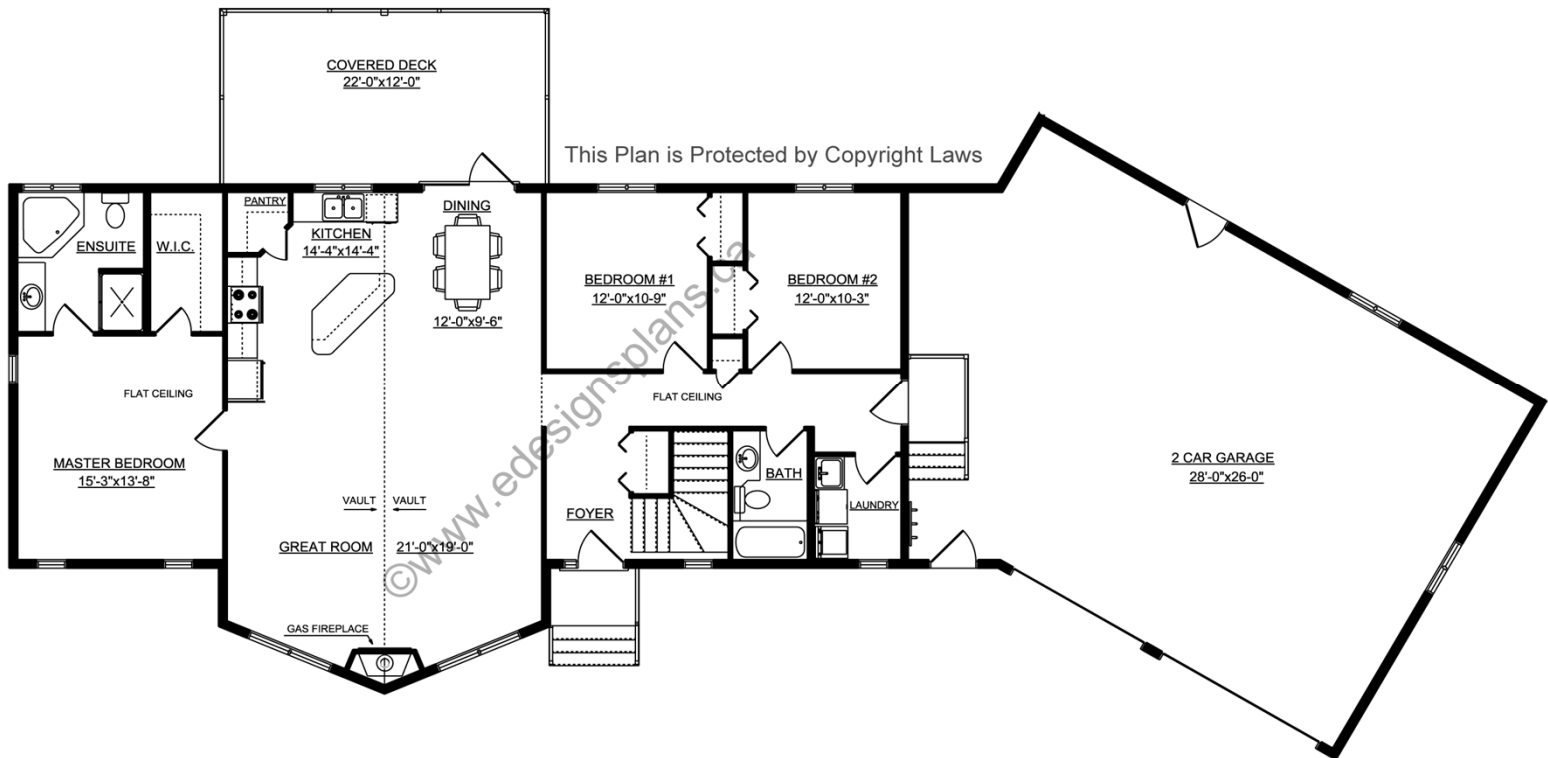 COVERED DECK
22'-0"x12'-0"
This Plan is Protected by Copyright Laws
PANTRY
DINING
KITCHEN
14'-4"x14'-4"
ENSUITE
W.I.C.
12'-0"x9'-6"
BEDROOM #1
12'-0"x10-9"
BEDROOM #2
12'-0"x10-3"
FLAT CEILING
FLAT CEILING
MASTER BEDROOM
15'-3"x13'-8"
2 CAR GARAGE
28'-0"x26-0"
BATH
LAUNDRY
VAULT
VAULT
FOYER
GREAT ROOM
21'-0"x19'-0"
GAS FIREPLACE
©www.edesignsplans.ca